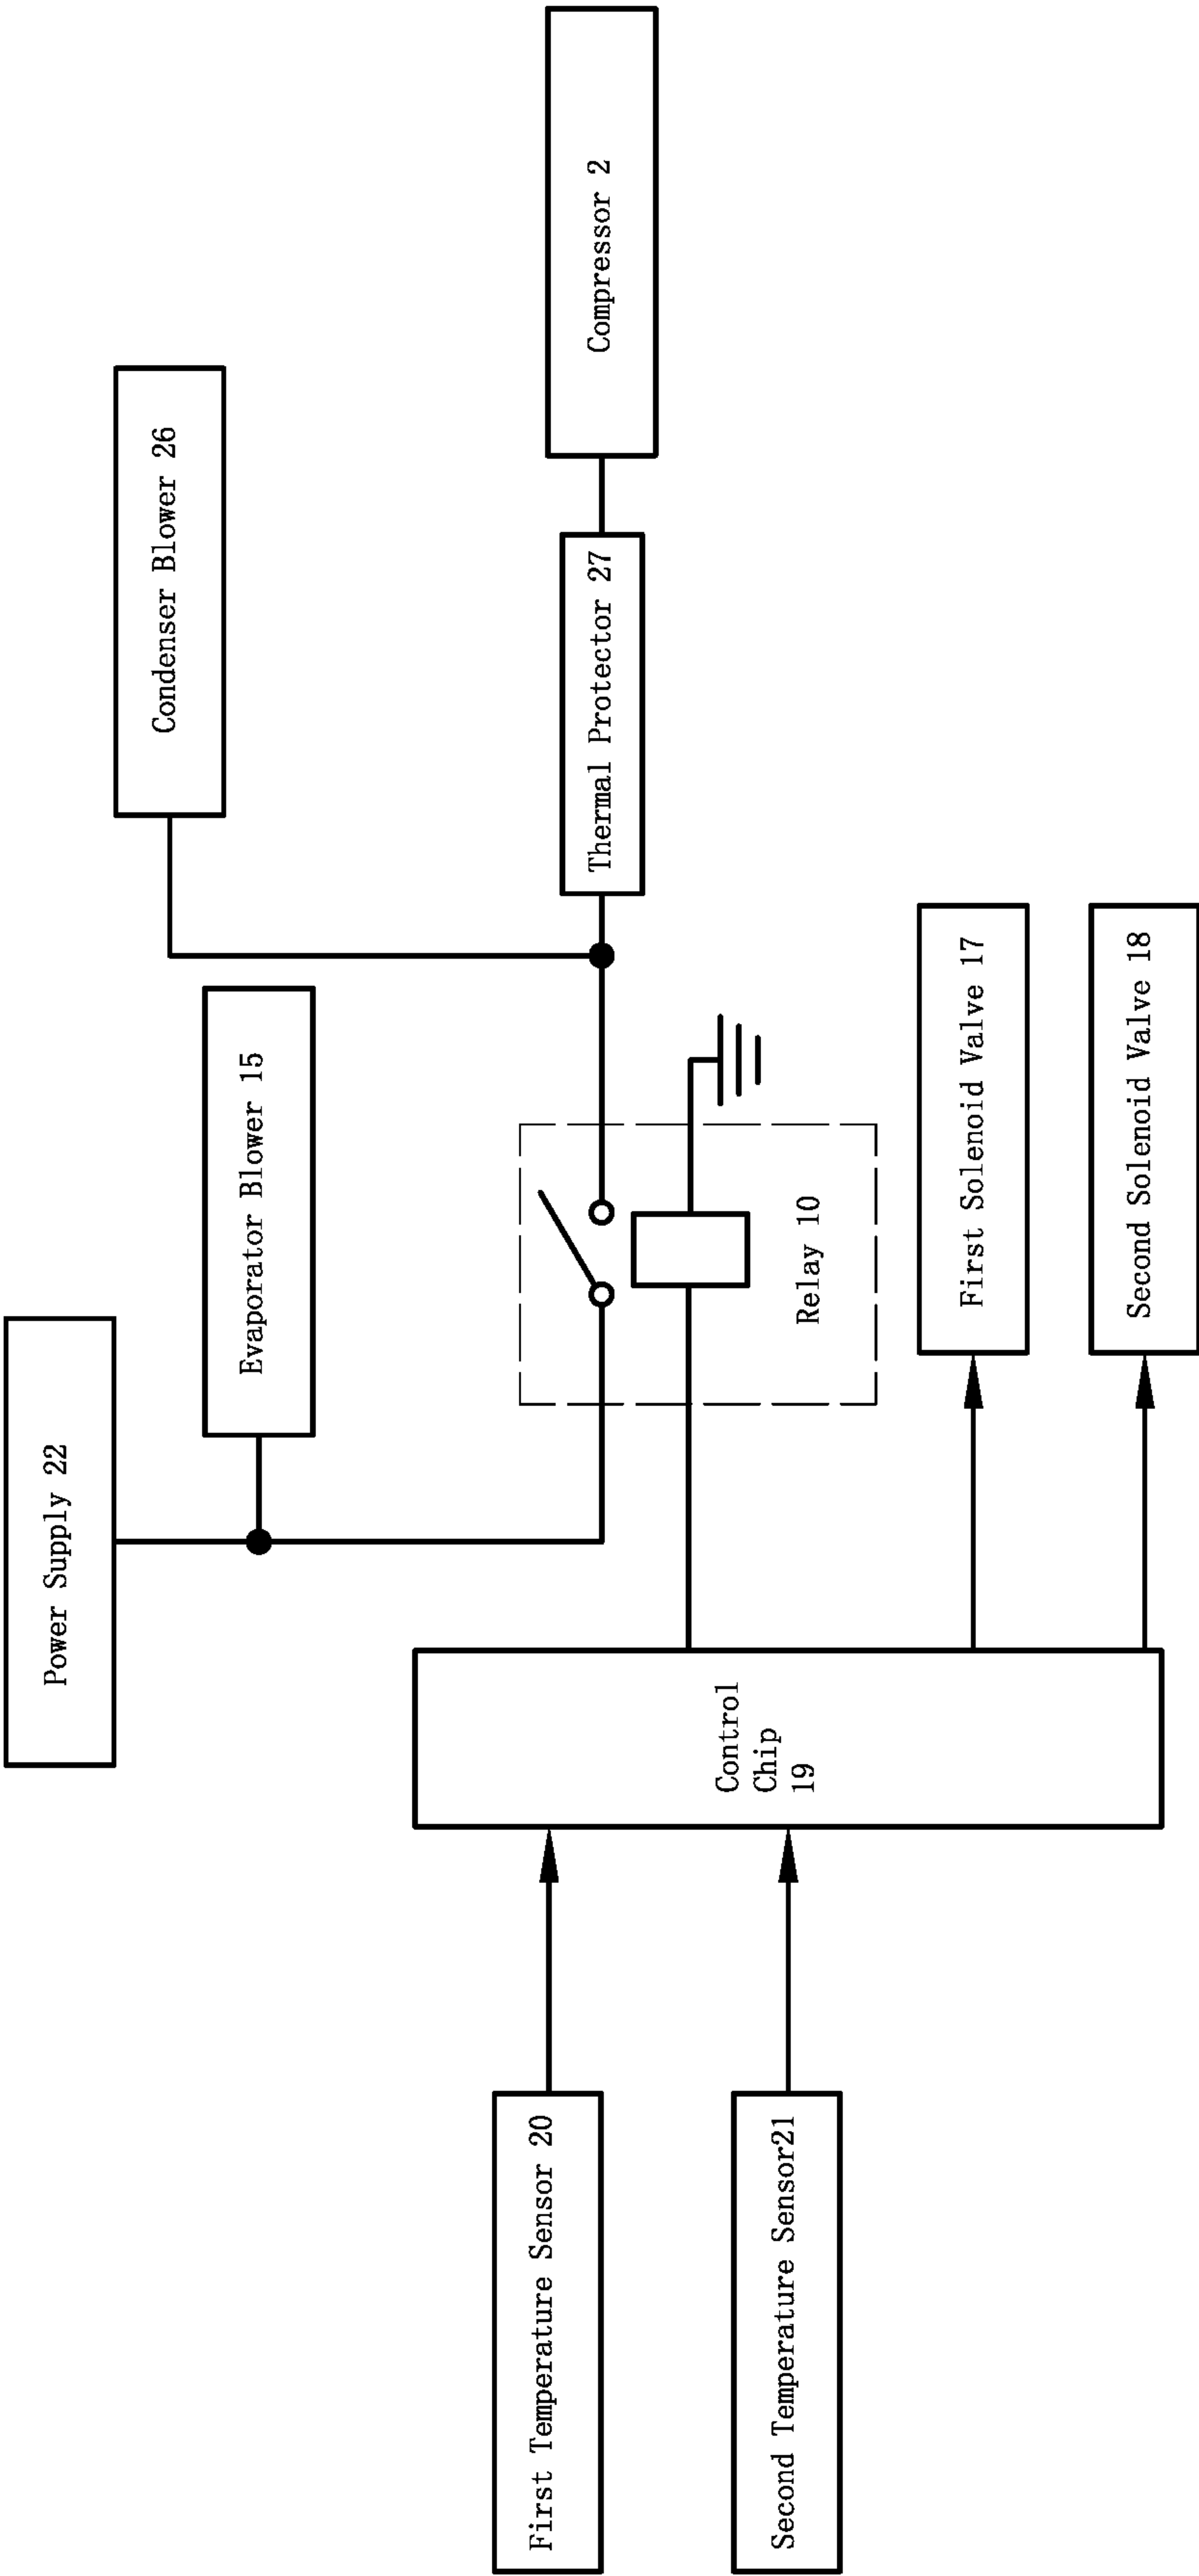 Power Supply 22
Evaporator Blower 15
Condenser Blower 26
First Temperature Sensor 20
Second Temperature Sensor21
Control
Chip
19
Relay 10
Thermal Protector 27
Compressor 2
First Solenoid Valve 17
Second Solenoid Valve 18